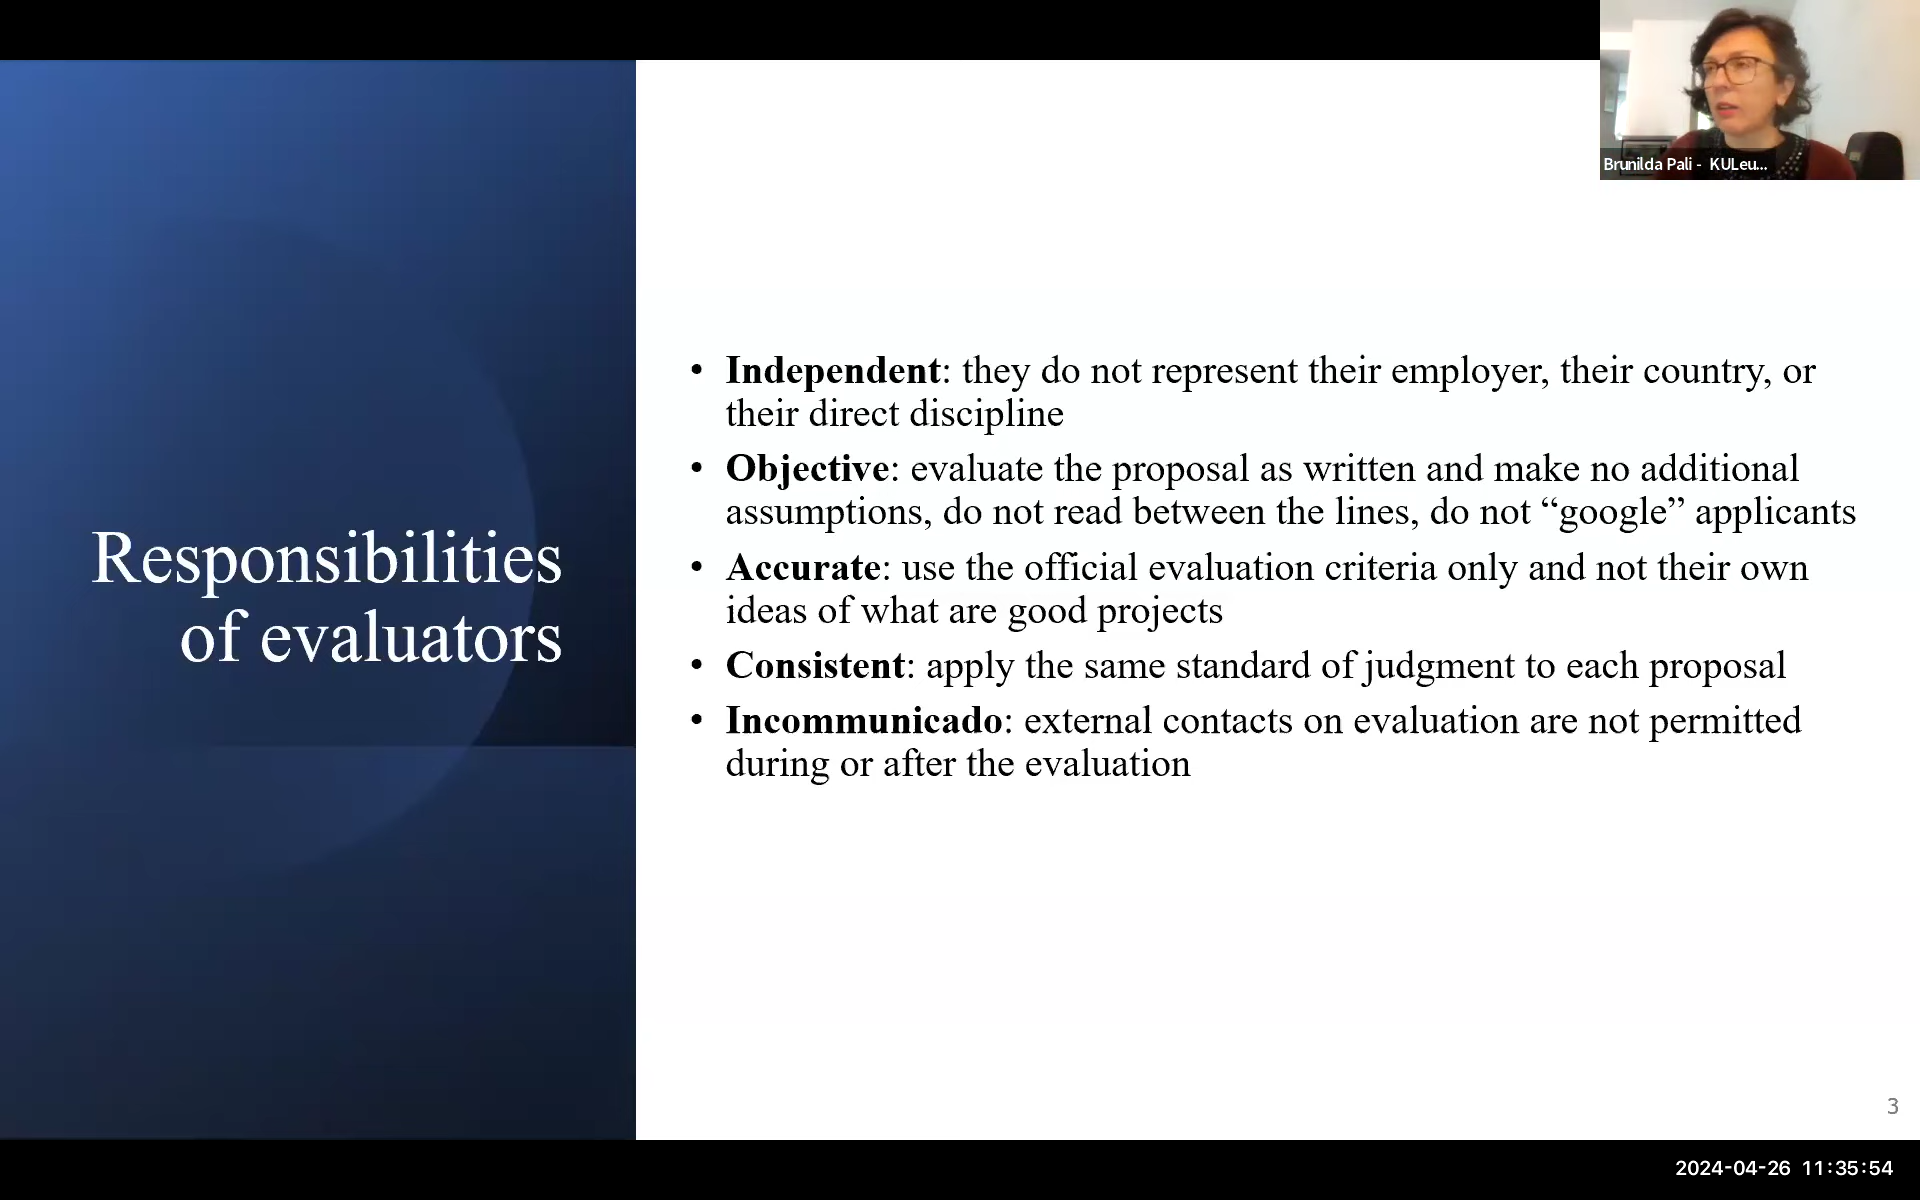 Brunilda Pali - KULeu...
Responsibilities
of evaluators
• Independent: they do not represent their employer, their country, or
their direct discipline
• Objective: evaluate the proposal as written and make no additional
assumptions, do not read between the lines, do not “google” applicants
• Accurate: use the official evaluation criteria only and not their own
ideas of what are good projects
• Consistent: apply the same standard of judgment to each proposal
• Incommunicado: external contacts on evaluation are not permitted
during or after the evaluation
3
2024-04-26 11:35:54